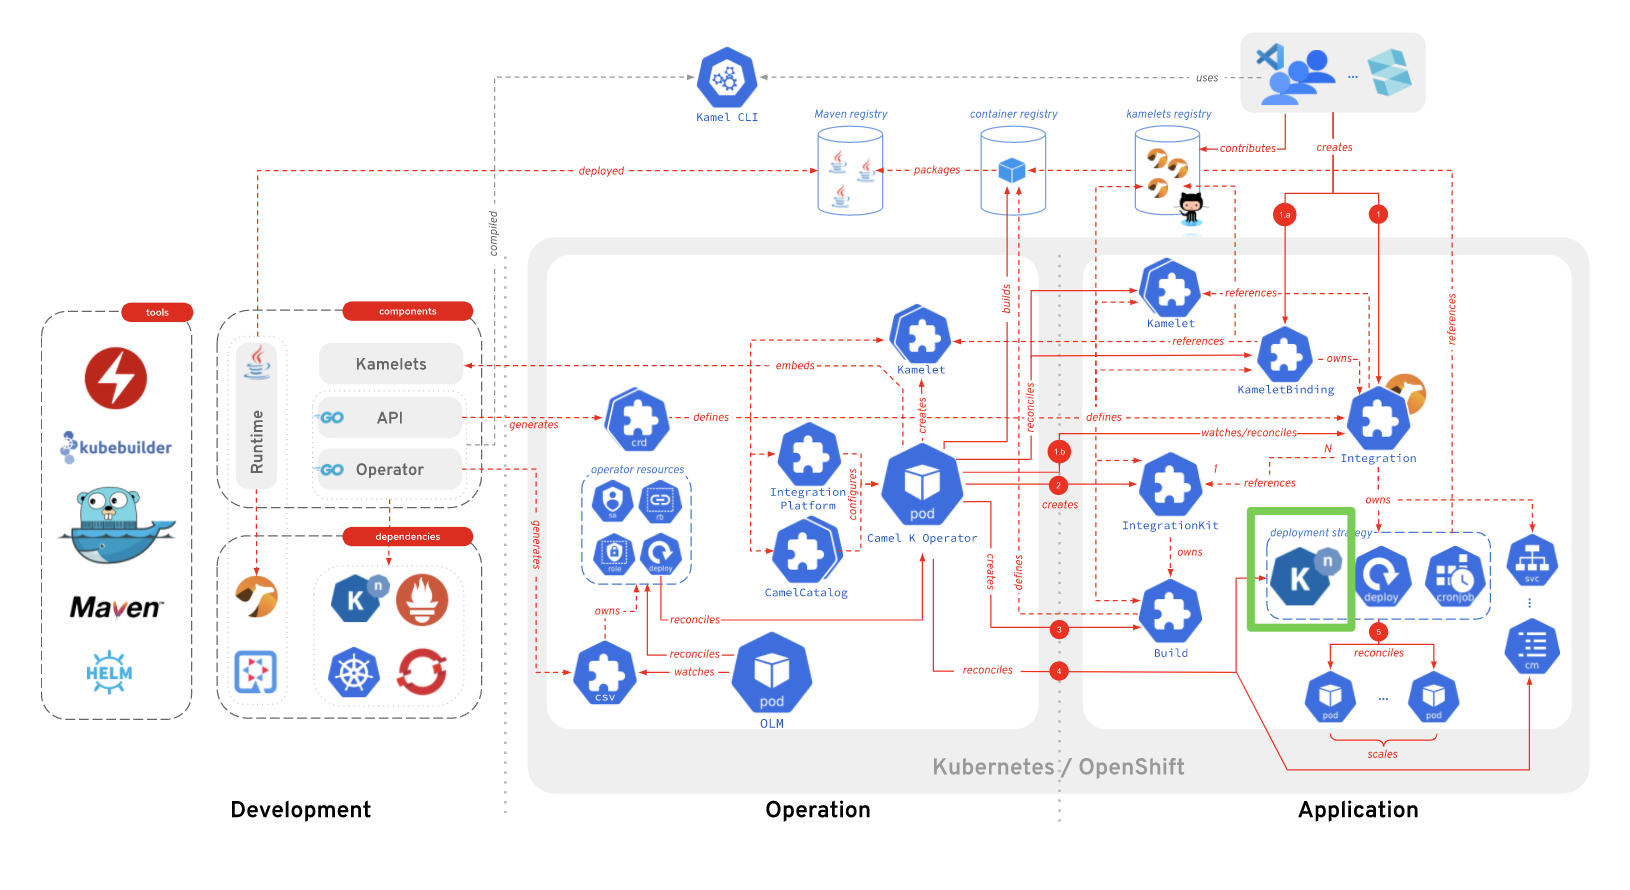 uses
Kamel CLI
Maven registry
container registry
kamelets registry
contributes
creates
deployed
packages
1.a
1
compiled
tools
components
dependencies
kubebuilder
Maven™
HELM
Runtime
Kamelets
GO
API
GO
Operator
K
n
generates
generates
crd
defines
embeds
operator resources
sa
rb
role
deploy
owns
csv
reconciles
reconciles
watches
pod
OLM
Kamelet
creates
Integration
Platform
configures
CamelCatalog
pod
Camel K Operator
builds
reconciles
creates
defines
reconciles
1.b
2
creates
3
4
Kamelet
references
references
KameletBinding
owns
defines
watches/reconciles
Integration
N
1
references
IntegrationKit
owns
Build
owns
references
deployment strategy
K
n
deploy
cronjob
svc
cm
5
reconciles
pod
...
pod
scales
Kubernetes / OpenShift
Development
Operation
Application